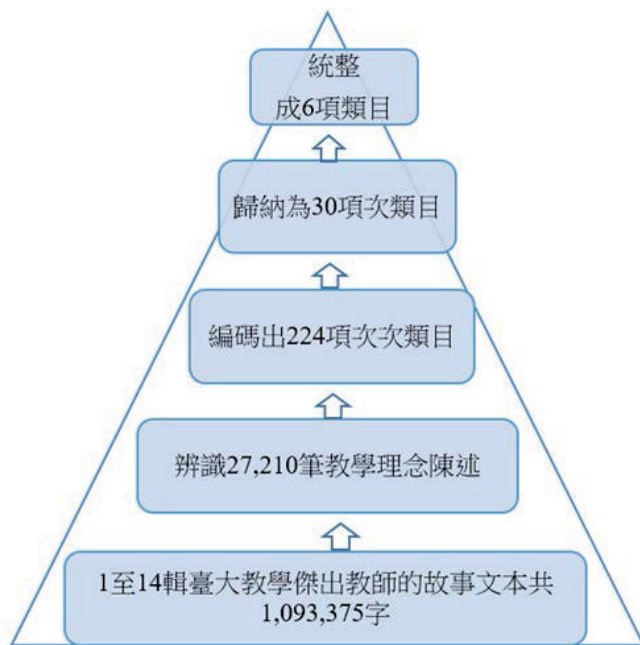 統整
成6項類目
歸納為30項次類目
編碼出224項次次類目
辨識27,210筆教學理念陳述
1至14輯臺大教學傑出教師的故事文本共
1,093,375字